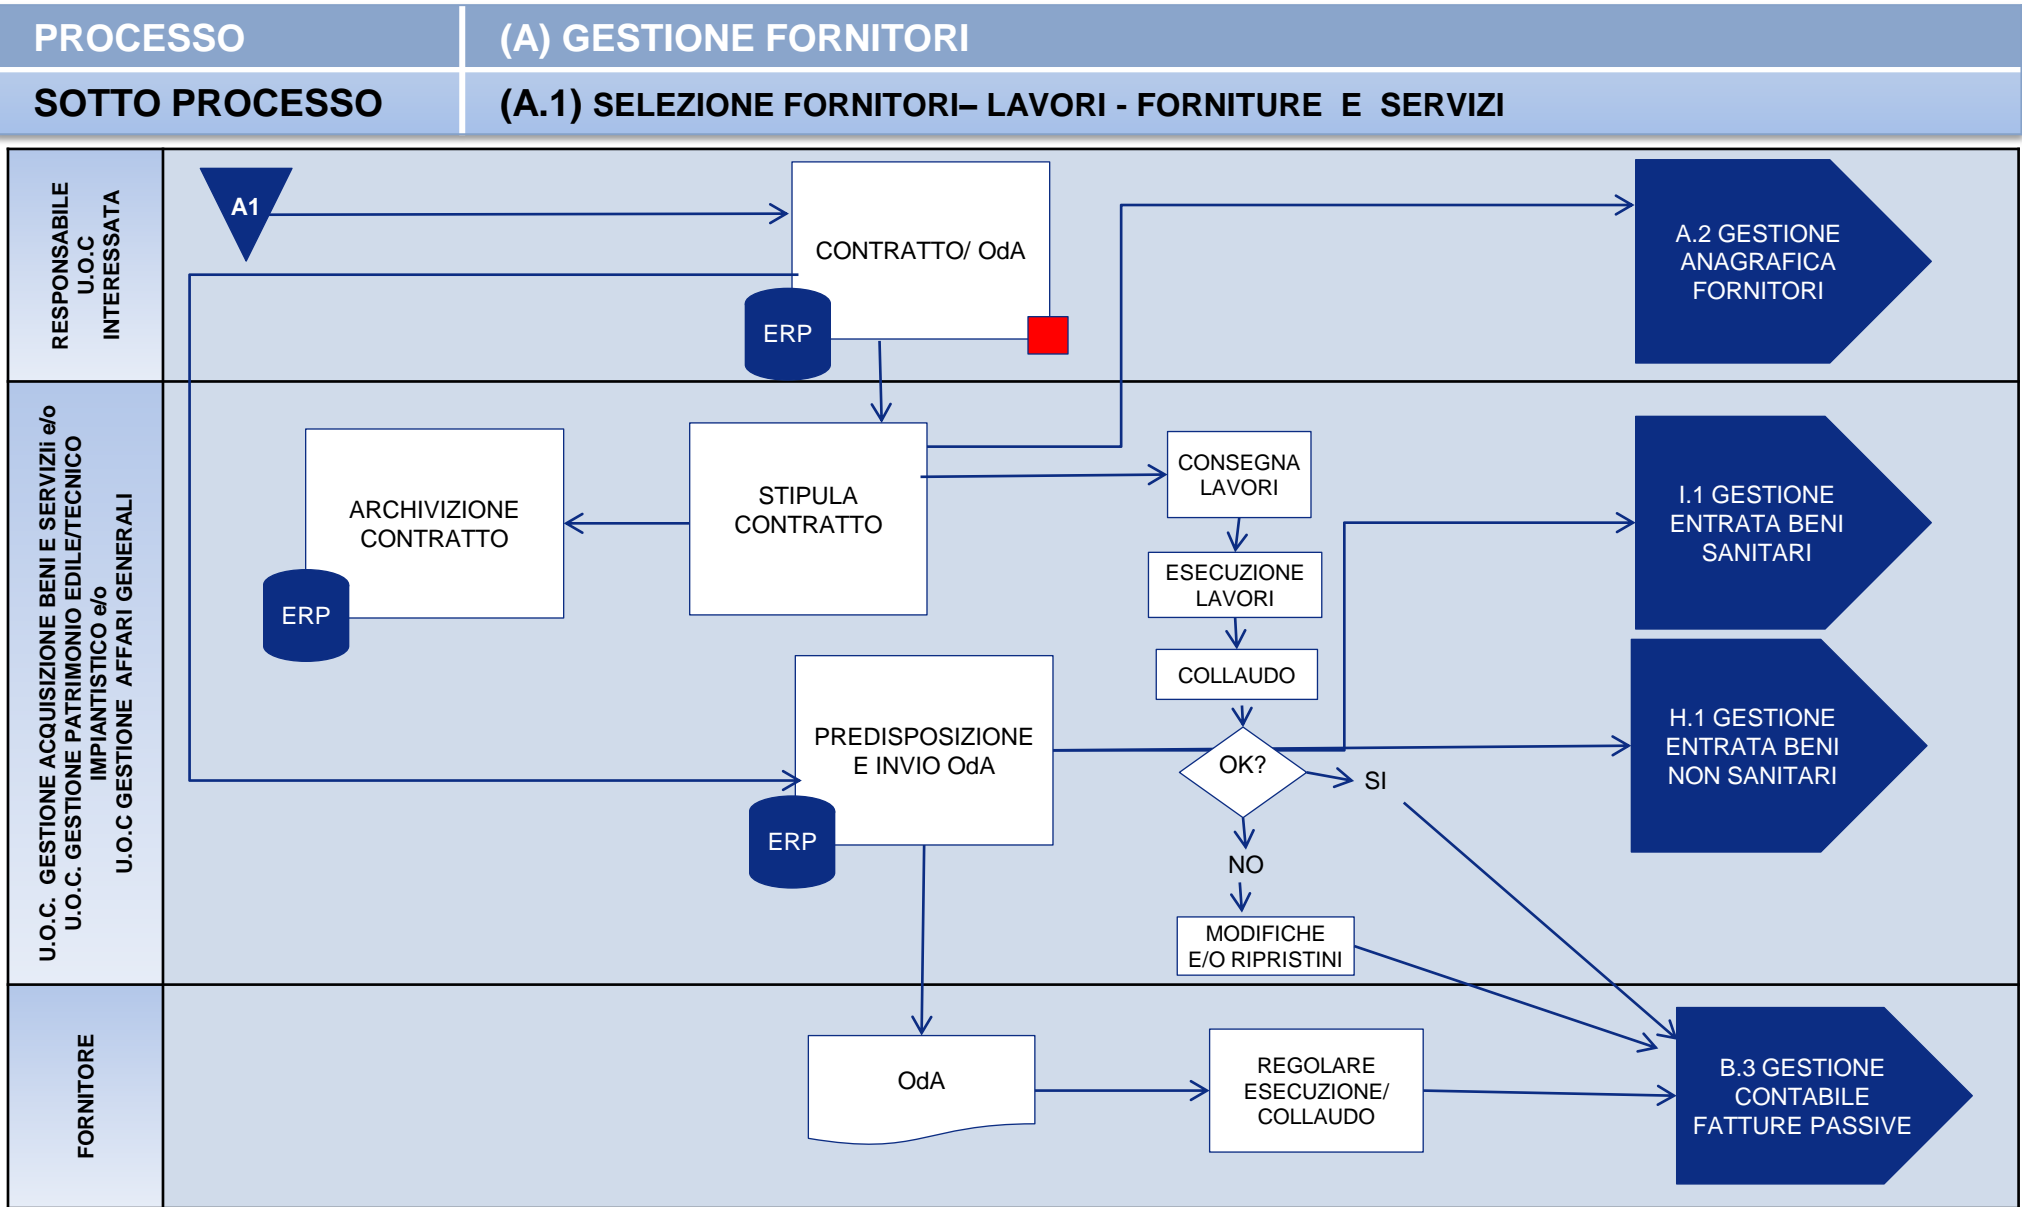 PROCESSO
(A) GESTIONE FORNITORI
SOTTO PROCESSO
(A.1) SELEZIONE FORNITORI– LAVORI - FORNITURE E SERVIZI
RESPONSABILE
U.O.C
INTERESSATA
A1
CONTRATTO/ OdA
ERP
A.2 GESTIONE
ANAGRAFICA
FORNITORI
U.O.C. GESTIONE ACQUISIZIONE BENI E SERVIZIi e/o
U.O.C. GESTIONE PATRIMONIO EDILE/TECNICO
IMPIANTISTICO e/o
U.O.C GESTIONE AFFARI GENERALI
ARCHIVIZIONE
CONTRATTO
ERP
STIPULA
CONTRATTO
CONSEGNA
LAVORI
ESECUZIONE
LAVORI
COLLAUDO
I.1 GESTIONE
ENTRATA BENI
SANITARI
PREDISPOSIZIONE
E INVIO OdA
ERP
OK?
SI
NO
MODIFICHE
E/O RIPRISTINI
H.1 GESTIONE
ENTRATA BENI
NON SANITARI
FORNITORE
OdA
REGOLARE
ESECUZIONE/
COLLAUDO
B.3 GESTIONE
CONTABILE
FATTURE PASSIVE